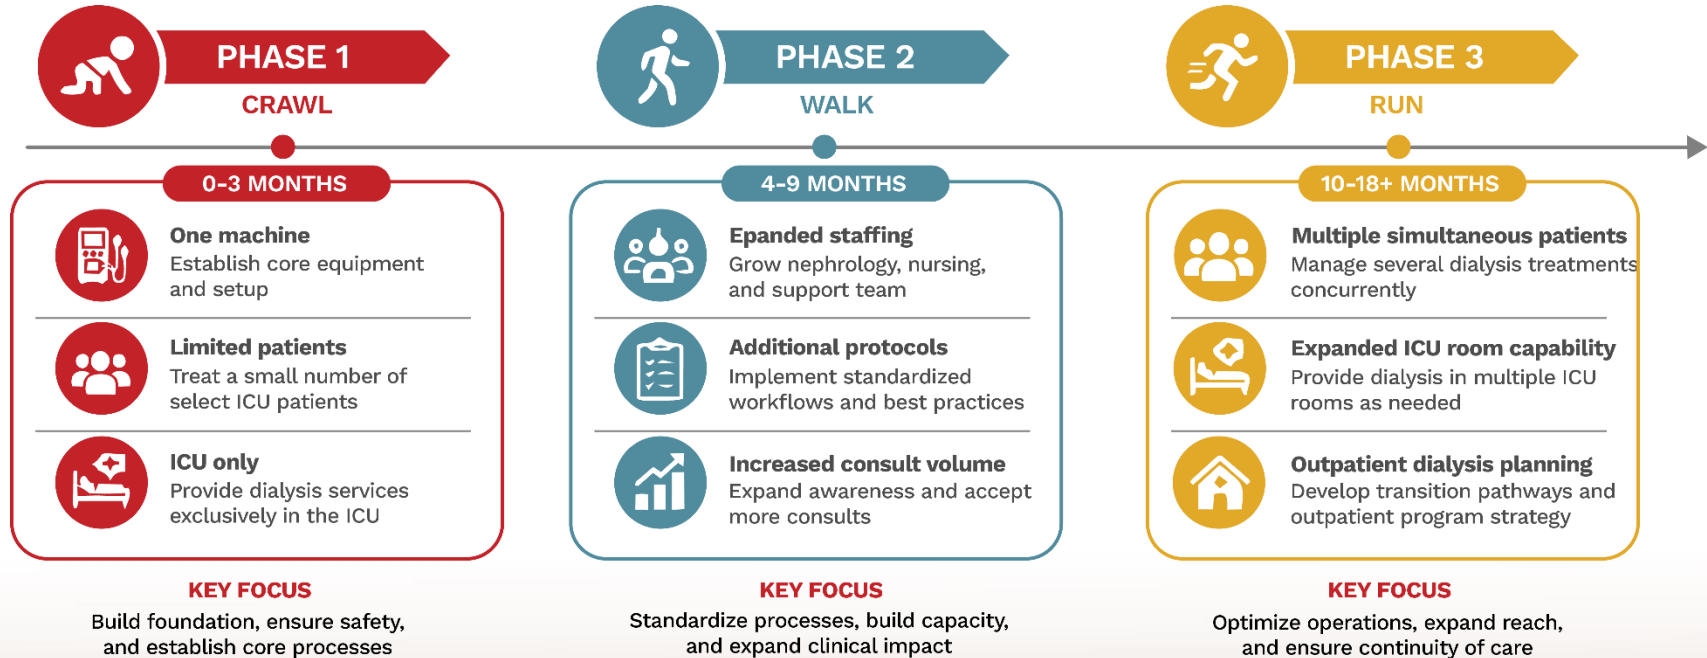 PHASE 1
CRAWL
0-3 MONTHS
One machine
Establish core equipment
and setup
Limited patients
Treat a small number of
select ICU patients
ICU only
Provide dialysis services
exclusively in the ICU
KEY FOCUS
Build foundation, ensure safety,
and establish core processes
PHASE 2
WALK
4-9 MONTHS
Epanded staffing
Grow nephrology, nursing,
and support team
Additional protocols
Implement standardized
workflows and best practices
Increased consult volume
Expand awareness and accept
more consults
KEY FOCUS
Standardize processes, build capacity,
and expand clinical impact
PHASE 3
RUN
10-18+ MONTHS
Multiple simultaneous patients
Manage several dialysis treatments
concurrently
Expanded ICU room capability
Provide dialysis in multiple ICU
rooms as needed
Outpatient dialysis planning
Develop transition pathways and
outpatient program strategy
KEY FOCUS
Optimize operations, expand reach,
and ensure continuity of care